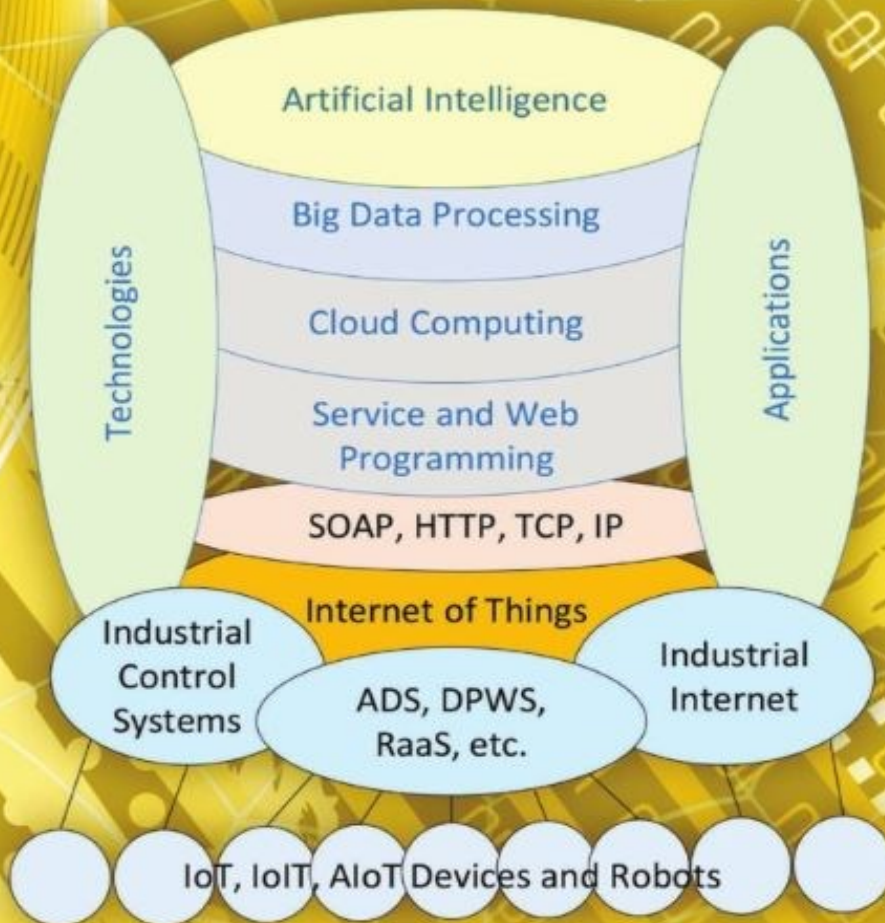 Artificial Intelligence
Big Data Processing
Cloud Computing
Service and Web
Programming
Technologies
Applications
SOAP, HTTP, TCP, IP
Internet of Things
Industrial
Control
Systems
ADS, DPWS,
RaaS, etc.
Industrial
Internet
IoT, IoIT, AIoT Devices and Robots